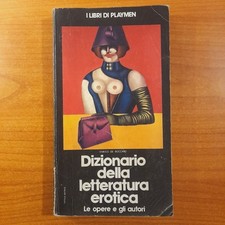 I LIBRI DI PLAYMEN
Dizionario
della
letteratura
erotica
Le opere e gli autori